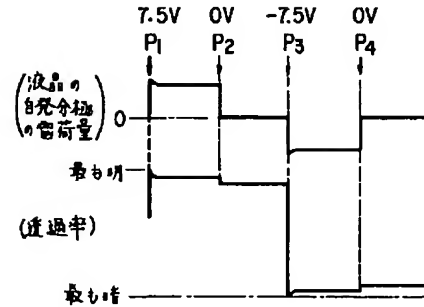 7.5V 0V -7.5V 0V
P1 P2 P3 P4
(液晶の
自発分極
の電荷量) 0
最も明
(透過率)
最も暗